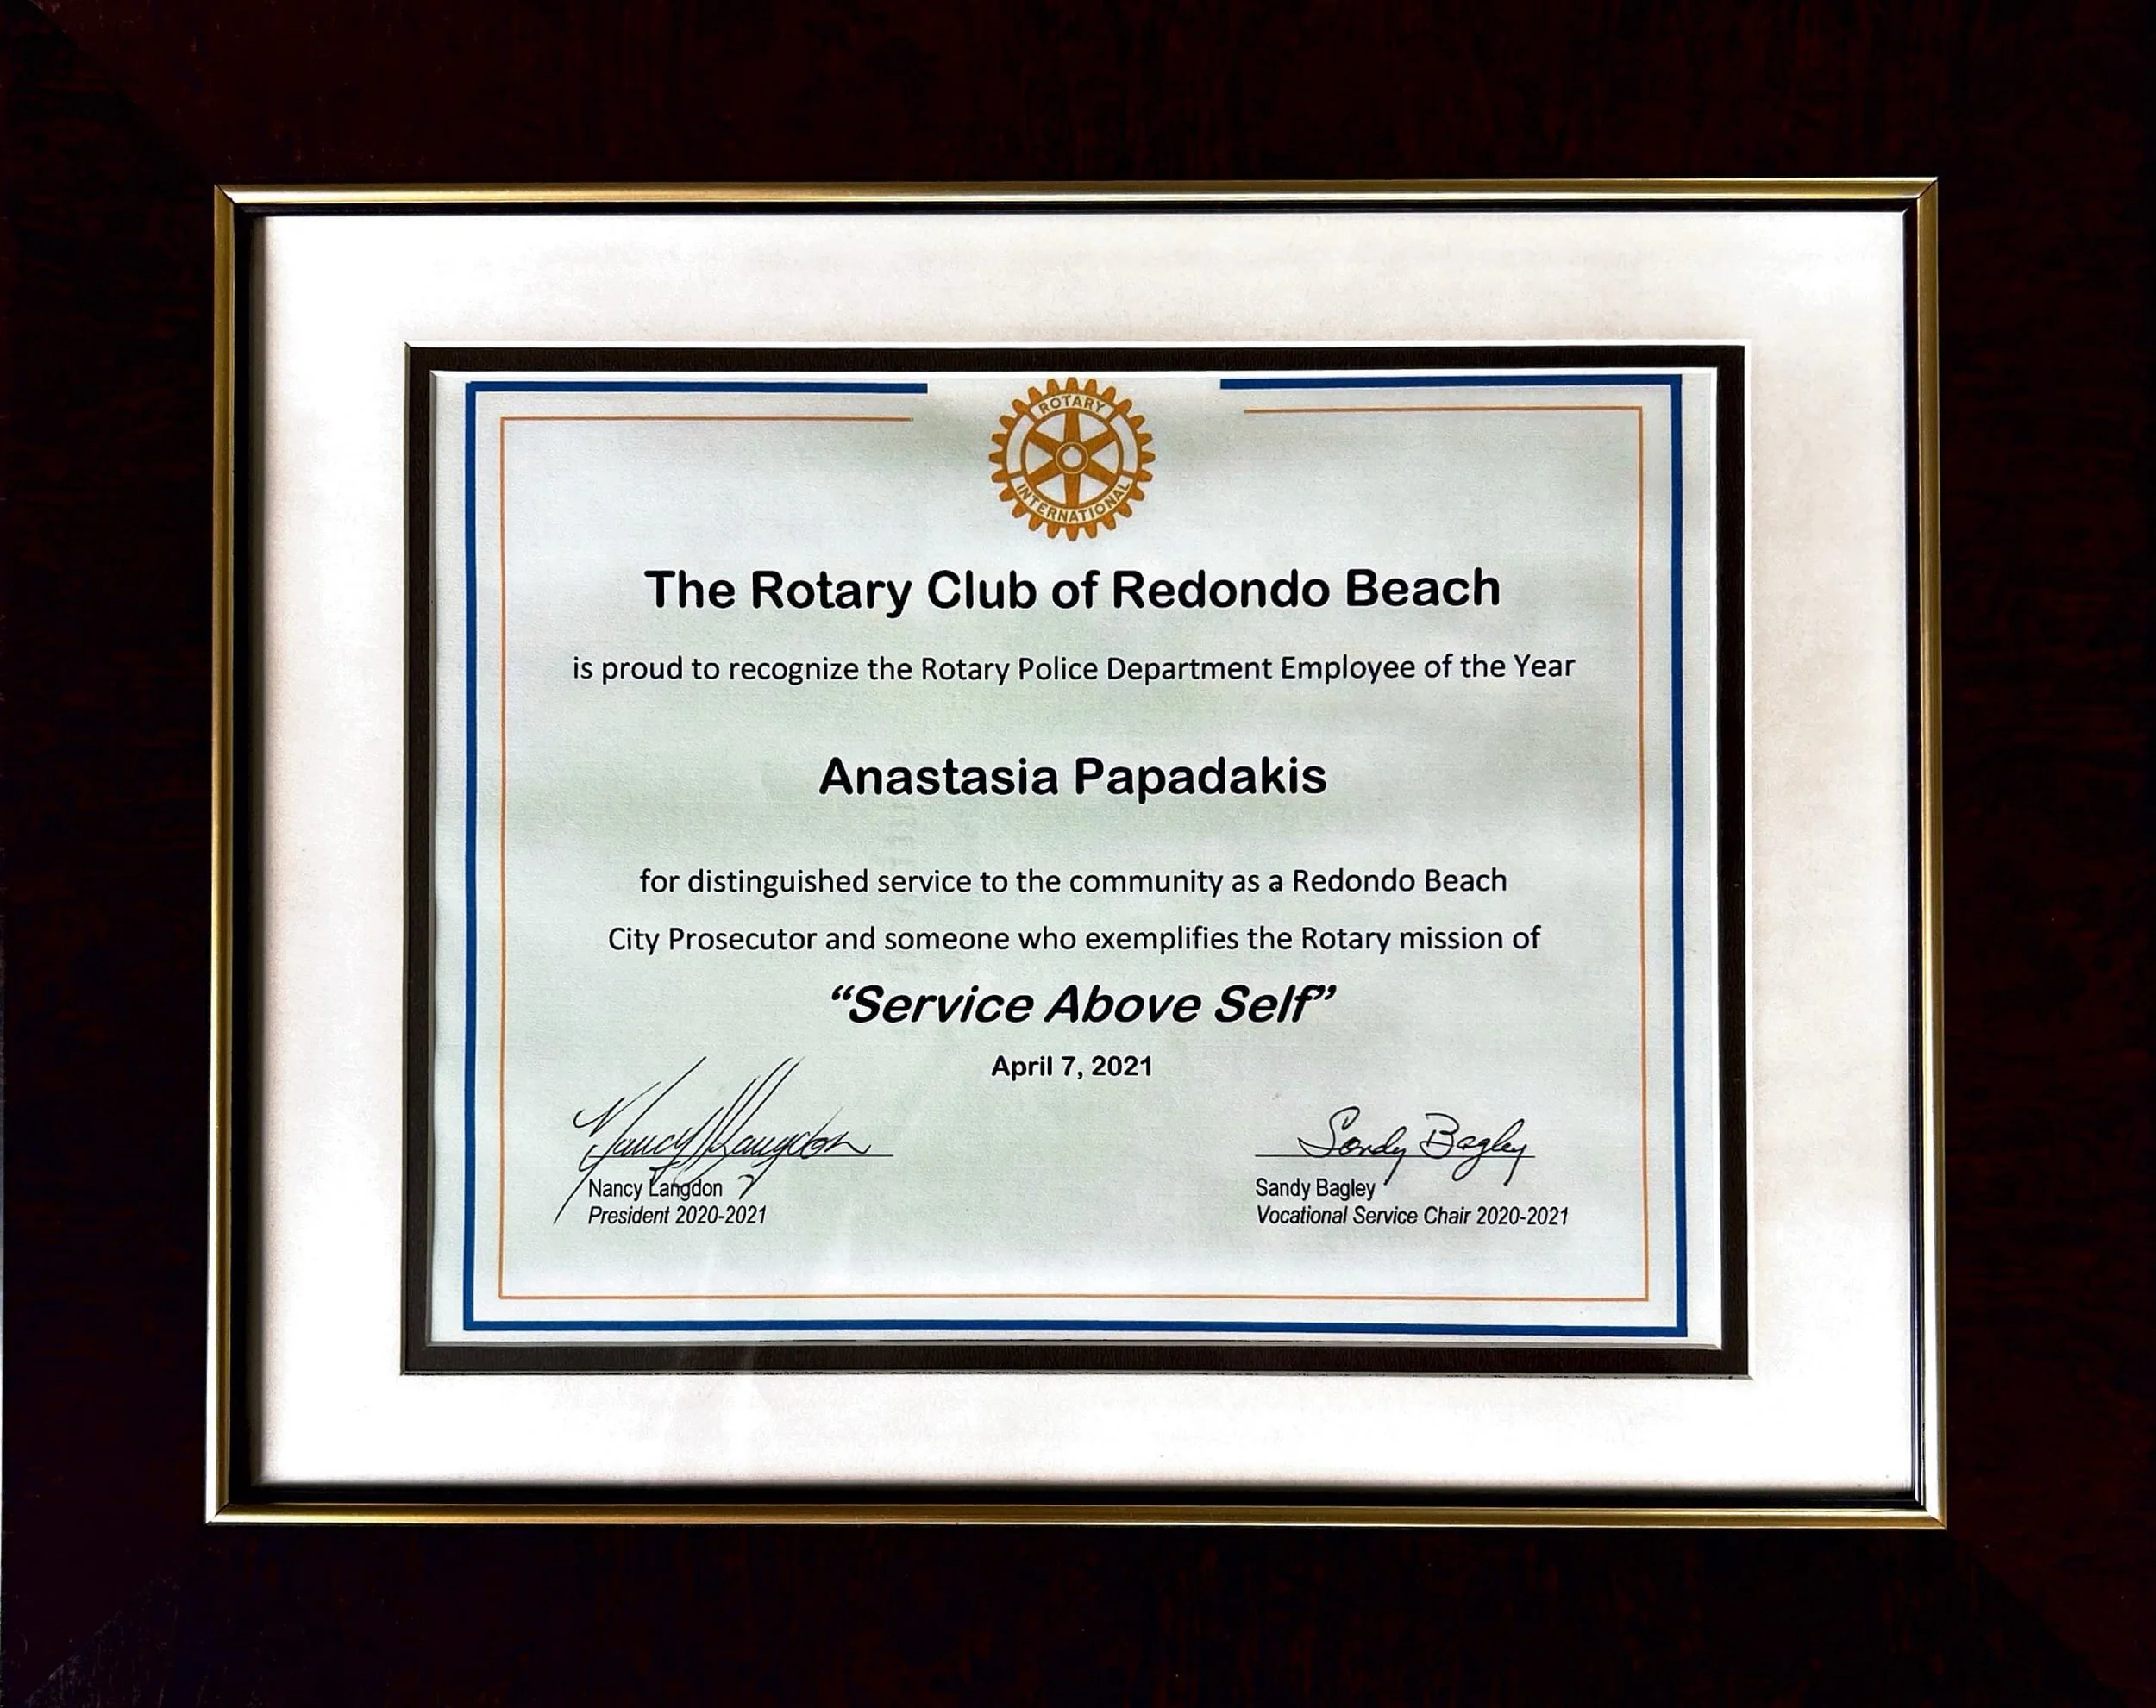 ROTARY
INTERNATIONAL
The Rotary Club of Redondo Beach
is proud to recognize the Rotary Police Department Employee of the Year
Anastasia Papadakis
for distinguished service to the community as a Redondo Beach
City Prosecutor and someone who exemplifies the Rotary mission of
“Service Above Self”
April 7, 2021
Nancy Langdon
Sandy Bagley
Nancy Langdon
President 2020-2021
Sandy Bagley
Vocational Service Chair 2020-2021